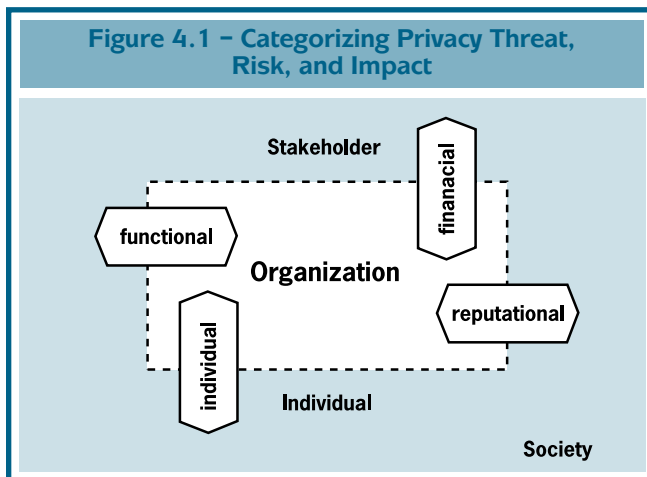 Figure 4.1 – Categorizing Privacy Threat,
Risk, and Impact
Stakeholder
finanacial
functional
Organization
reputational
individual
Individual
Society